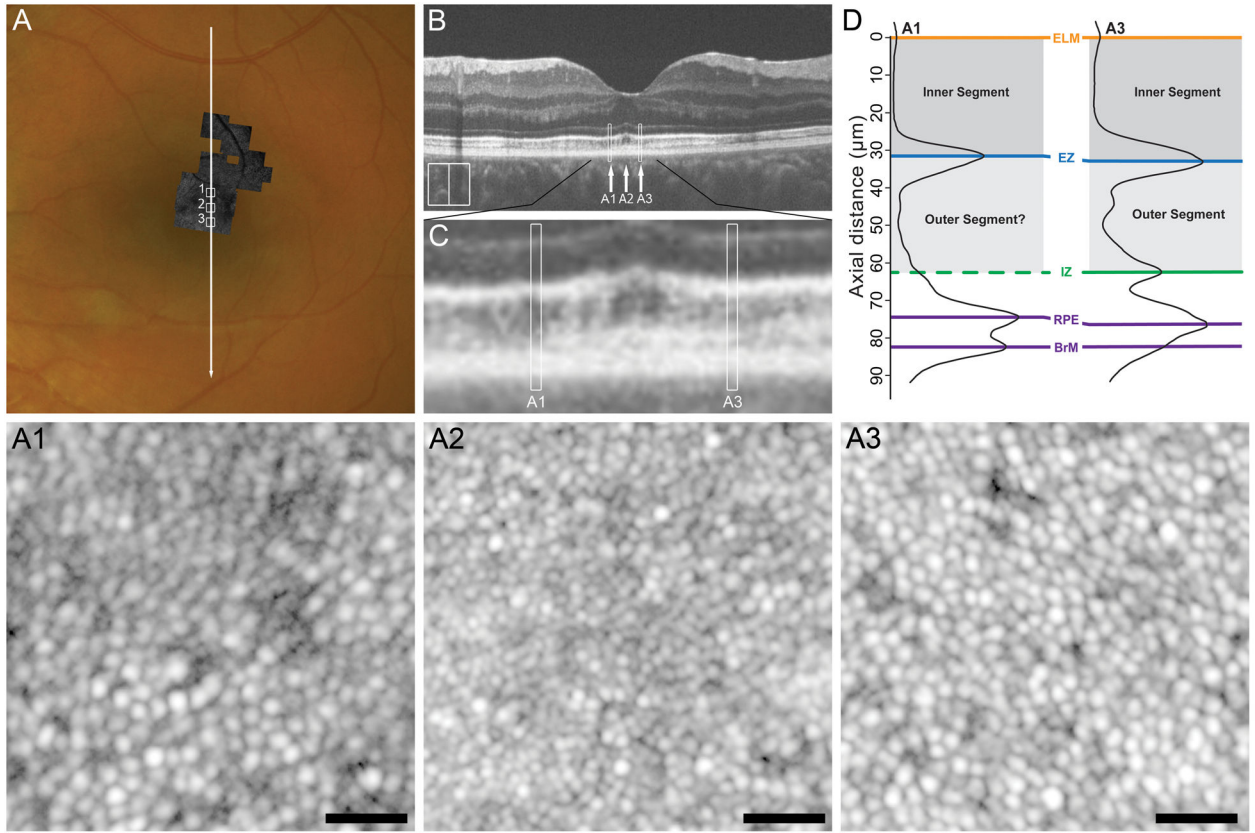 A
1
2
3
B
A1 A2 A3
C
A1 A3
D
A1 A3
0 ELM
10
Inner Segment Inner Segment
20
30
EZ
40
Outer Segment? Outer Segment
50
60
IZ
70
RPE
80
BrM
90
Axial distance (µm)
A1
A2
A3